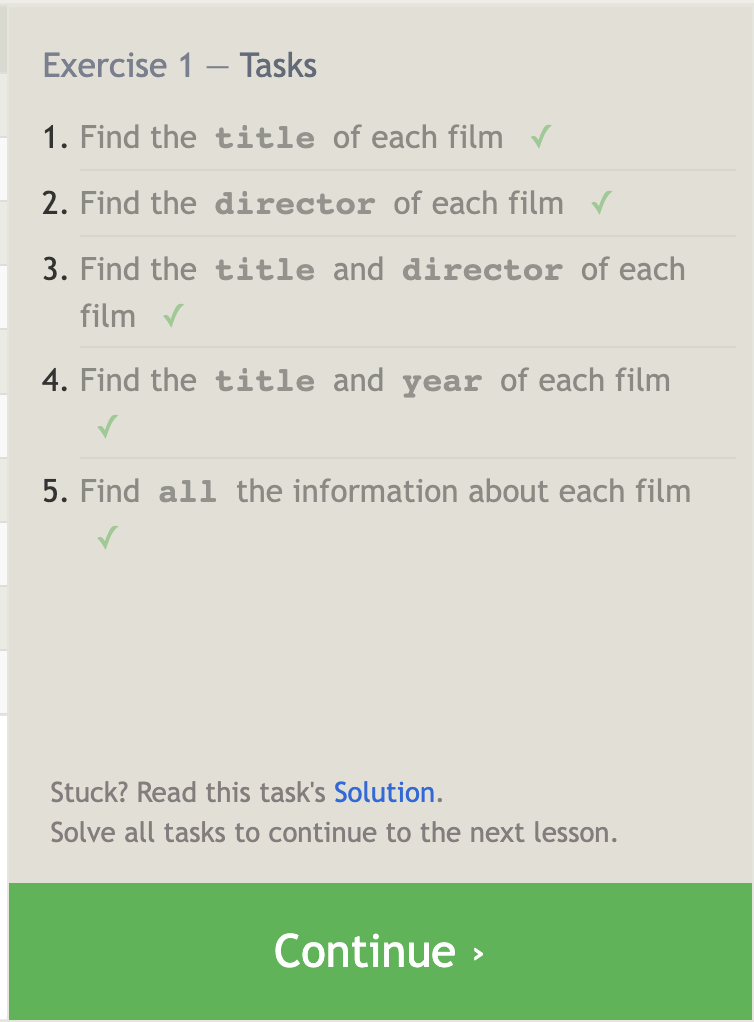 Exercise 1 — Tasks
1. Find the title of each film ✓
2. Find the director of each film ✓
3. Find the title and director of each
film ✓
4. Find the title and year of each film
✓
5. Find all the information about each film
✓
Stuck? Read this task's Solution.
Solve all tasks to continue to the next lesson.
Continue ›